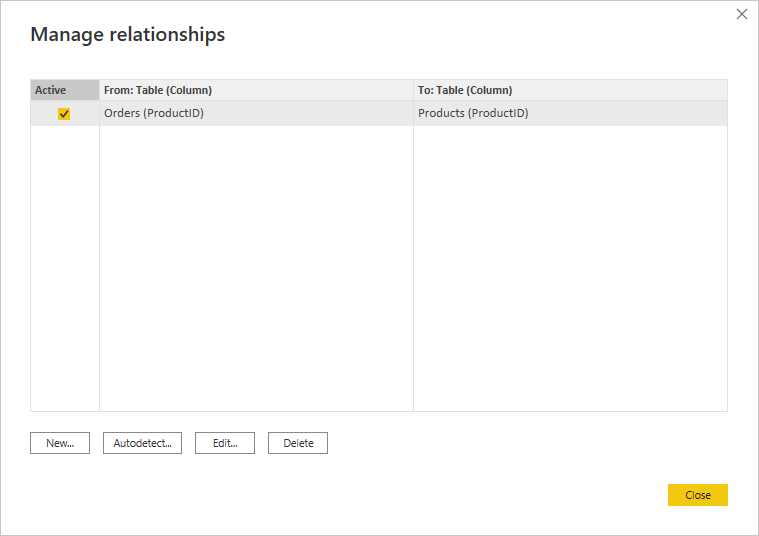 Manage relationships
Active From: Table (Column) To: Table (Column)
Orders (ProductID) Products (ProductID)
New... Autodetect... Edit... Delete
Close